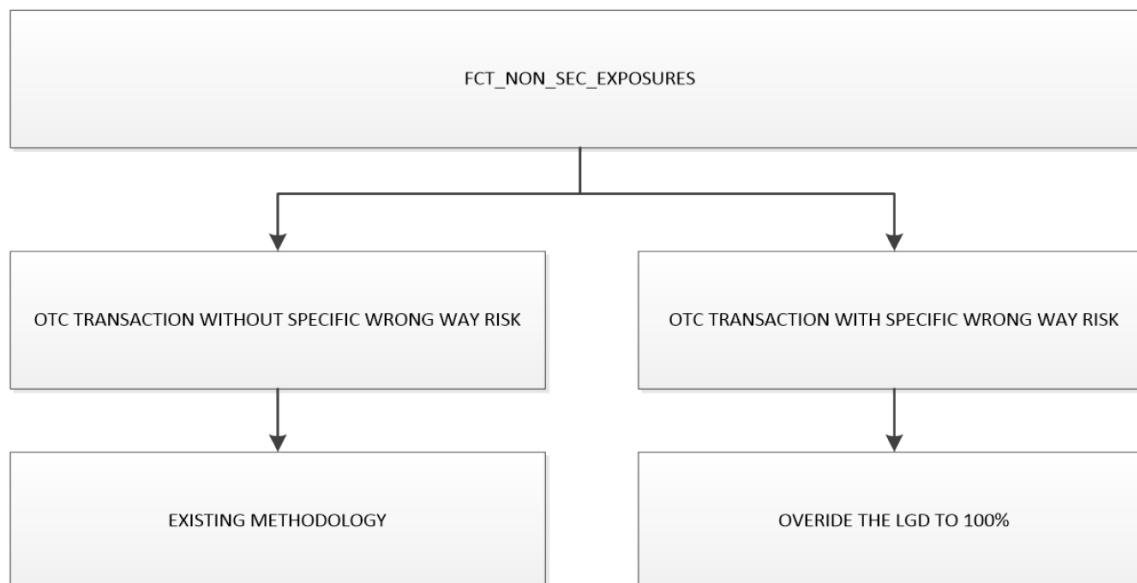 FCT_NON_SEC_EXPOSURES
OTC TRANSACTION WITHOUT SPECIFIC WRONG WAY RISK
OTC TRANSACTION WITH SPECIFIC WRONG WAY RISK
EXISTING METHODOLOGY
OVERIDE THE LGD TO 100%